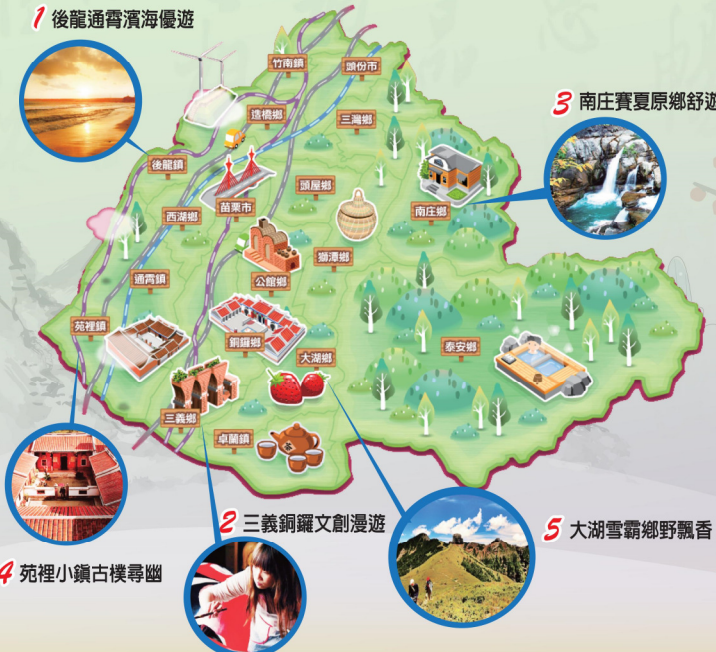 1 後龍通霄濱海優遊
竹南鎮
頭份市
造橋鄉
三灣鄉
3 南庄賽夏原鄉舒遊
後龍鎮
頭屋鄉
西湖鄉
苗栗市
南庄鄉
獅潭鄉
通霄鎮
公館鄉
苑裡鎮
銅鑼鄉
大湖鄉
泰安鄉
三義鄉
卓蘭鎮
2 三義銅鑼文創漫遊
5 大湖雪霸鄉野飄香
4 苑裡小鎮古樸尋幽